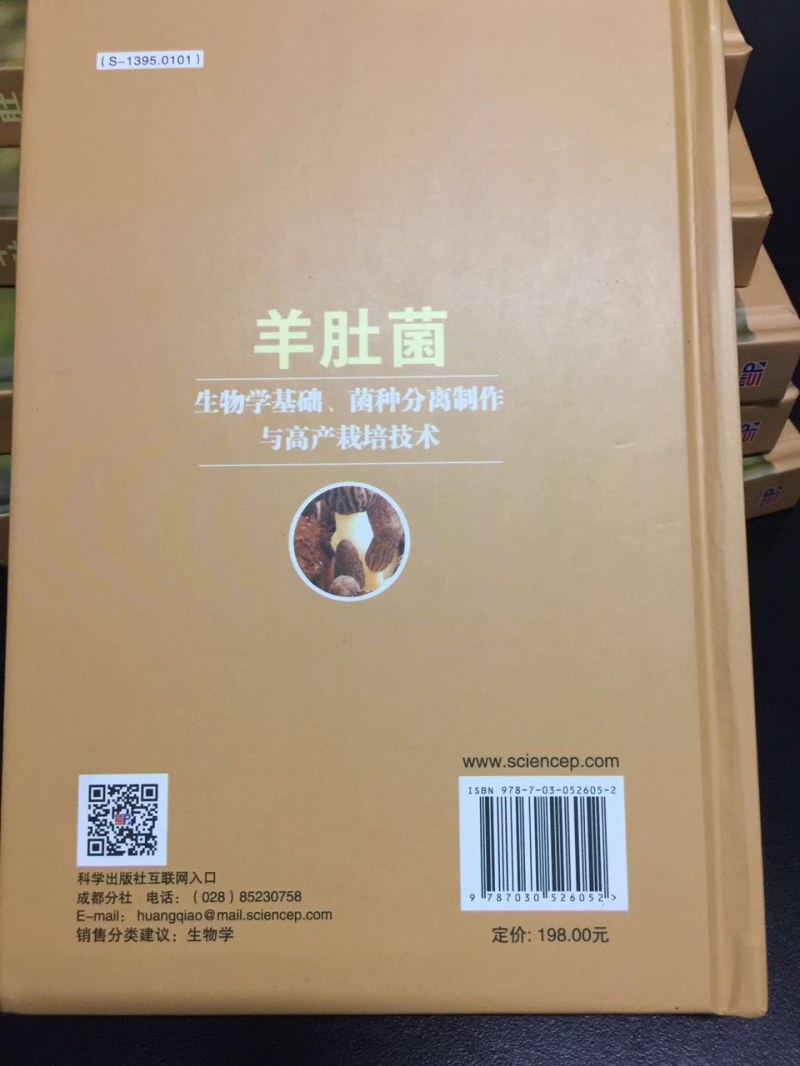 (S-1395.0101)
羊肚菌
生物学基础、菌种分离制作
与高产栽培技术
www.sciencep.com
ISBN 978-7-03-052605-2
9 787030 526052 >
定价: 198.00元
科学出版社互联网入口
成都分社 电话:(028)85230758
E-mail: huangqiao@mail.sciencep.com
销售分类建议:生物学